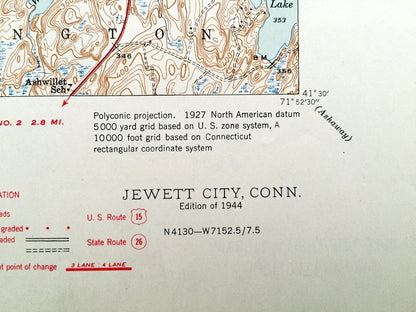 Lake
353
NGTON
346
BM
356
Ashwillet
Sch
41°30'
71°52'30"
(Ashaway)
NO. 2 2.8 MI.
Polyconic projection. 1927 North American datum
5000 yard grid based on U. S. zone system, A
10000 foot grid based on Connecticut
rectangular coordinate system
JEWETT CITY, CONN.
Edition of 1944
N4130—W7152.5/7.5
ATION
ads
graded
aded
t point of change
3 LANE 4 LANE
U. S. Route 15
State Route 26